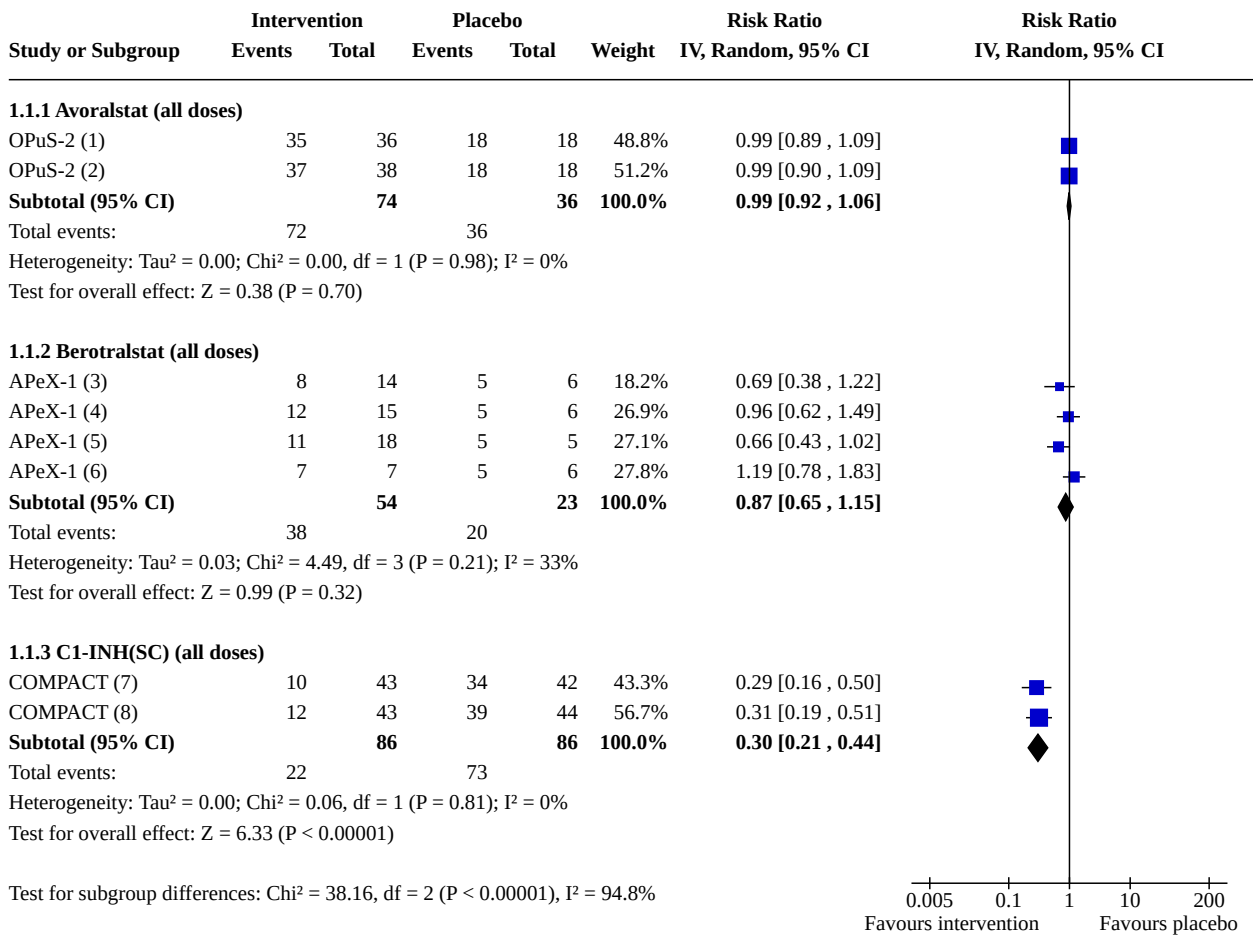 Intervention Placebo Risk Ratio Risk Ratio
Study or Subgroup Events Total Events Total Weight IV, Random, 95% CI IV, Random, 95% CI
1.1.1 Avoralstat (all doses)
OPuS-2 (1) 35 36 18 18 48.8% 0.99 [0.89 , 1.09]
OPuS-2 (2) 37 38 18 18 51.2% 0.99 [0.90 , 1.09]
Subtotal (95% CI) 74 36 100.0% 0.99 [0.92 , 1.06]
Total events: 72 36
Heterogeneity: Tau² = 0.00; Chi² = 0.00, df = 1 (P = 0.98); I² = 0%
Test for overall effect: Z = 0.38 (P = 0.70)
1.1.2 Berotralstat (all doses)
APeX-1 (3) 8 14 5 6 18.2% 0.69 [0.38 , 1.22]
APeX-1 (4) 12 15 5 6 26.9% 0.96 [0.62 , 1.49]
APeX-1 (5) 11 18 5 5 27.1% 0.66 [0.43 , 1.02]
APeX-1 (6) 7 7 5 6 27.8% 1.19 [0.78 , 1.83]
Subtotal (95% CI) 54 23 100.0% 0.87 [0.65 , 1.15]
Total events: 38 20
Heterogeneity: Tau² = 0.03; Chi² = 4.49, df = 3 (P = 0.21); I² = 33%
Test for overall effect: Z = 0.99 (P = 0.32)
1.1.3 C1-INH(SC) (all doses)
COMPACT (7) 10 43 34 42 43.3% 0.29 [0.16 , 0.50]
COMPACT (8) 12 43 39 44 56.7% 0.31 [0.19 , 0.51]
Subtotal (95% CI) 86 86 100.0% 0.30 [0.21 , 0.44]
Total events: 22 73
Heterogeneity: Tau² = 0.00; Chi² = 0.06, df = 1 (P = 0.81); I² = 0%
Test for overall effect: Z = 6.33 (P < 0.00001)
Test for subgroup differences: Chi² = 38.16, df = 2 (P < 0.00001), I² = 94.8%
0.005 0.1 1 10 200
Favours intervention Favours placebo